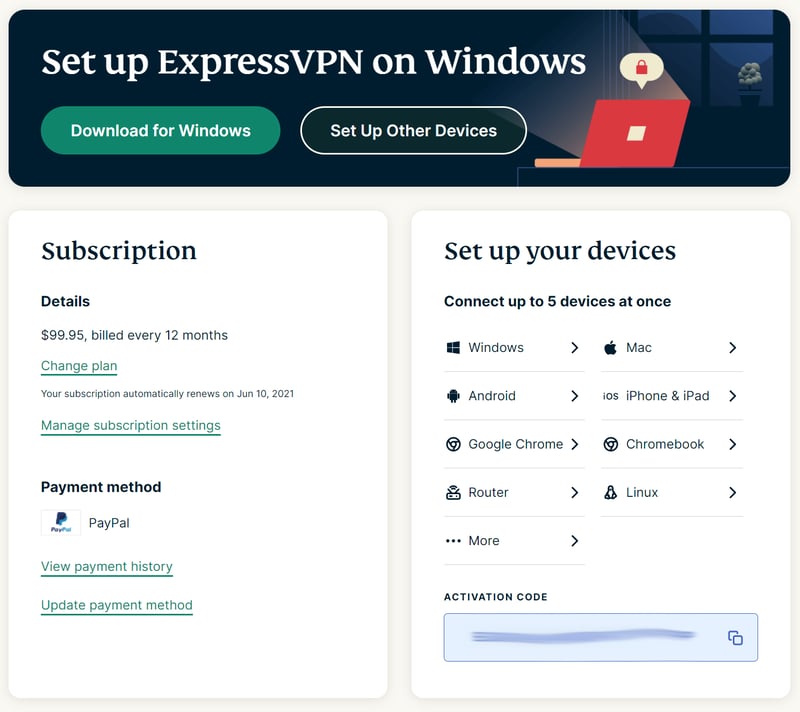 Set up ExpressVPN on Windows
Download for Windows
Set Up Other Devices
Subscription
Details
$99.95, billed every 12 months
Change plan
Your subscription automatically renews on Jun 10, 2021
Manage subscription settings
Payment method
PayPal
PayPal
View payment history
Update payment method
Set up your devices
Connect up to 5 devices at once
Windows
Mac
Android
iOS iPhone & iPad
Google Chrome
Chromebook
Router
Linux
More
ACTIVATION CODE